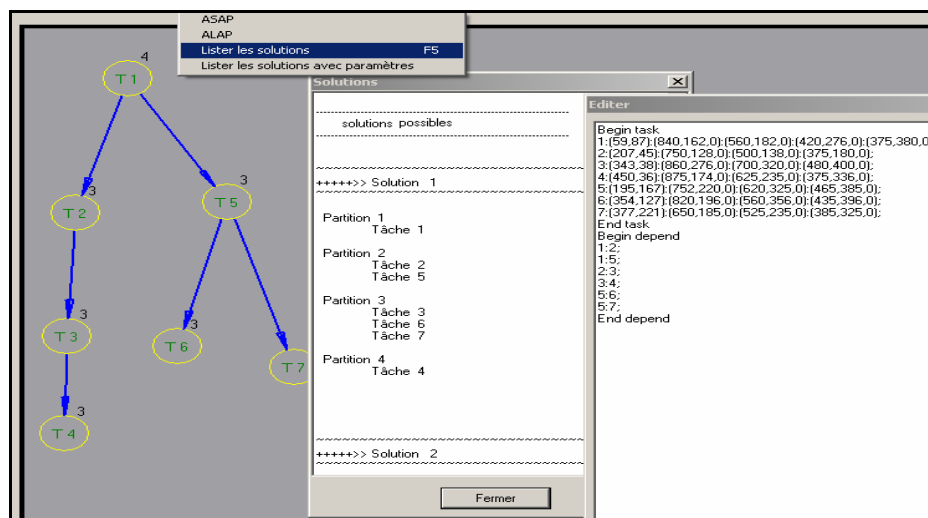 ASAP
ALAP
Lister les solutions F5
Lister les solutions avec paramètres
4
T 1
3
T 2
3
T 5
3
T 3
3
T 6
T 7
3
T 4
Solutions
solutions possibles
+++++>> Solution 1
Partition 1
Tâche 1
Partition 2
Tâche 2
Tâche 5
Partition 3
Tâche 3
Tâche 6
Tâche 7
Partition 4
Tâche 4
+++++>> Solution 2
Fermer
Editer
Begin task
1:(59,87):(840,162,0):(560,182,0):(420,276,0):(375,380,0
2:(207,45):(750,128,0):(500,138,0):(375,180,0);
3:(343,38):(860,276,0):(700,320,0):(480,400,0);
4:(450,36):(875,174,0):(625,235,0):(375,336,0);
5:(195,167):(752,220,0):(620,325,0):(465,385,0);
6:(354,127):(820,196,0):(560,356,0):(435,396,0);
7:(377,221):(650,185,0):(525,235,0):(385,325,0);
End task
Begin depend
1:2;
1:5;
2:3;
3:4;
5:6;
5:7;
End depend